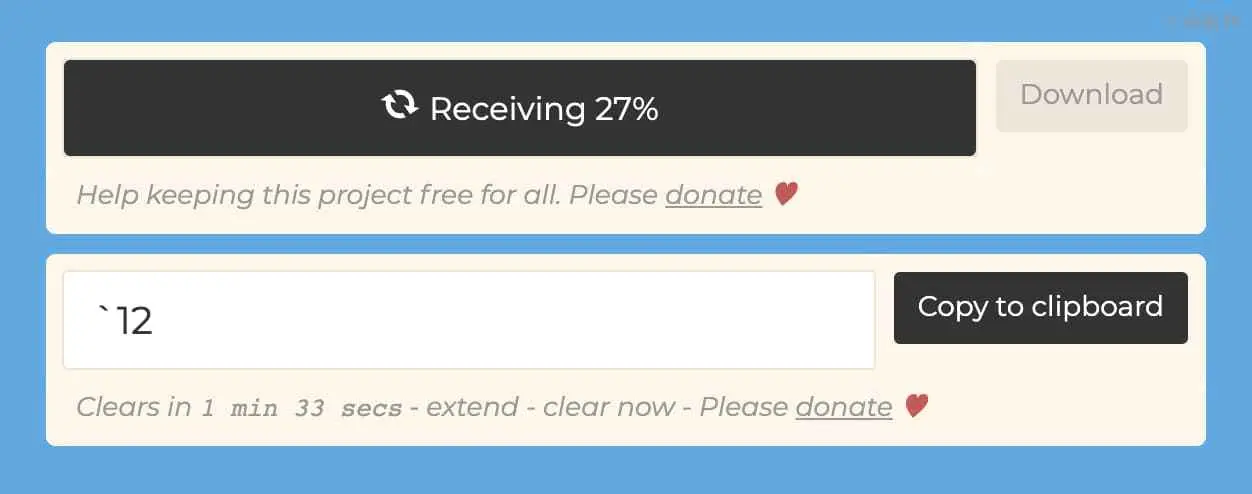 Receiving 27%
Download
Help keeping this project free for all. Please donate
`12
Copy to clipboard
Clears in 1 min 33 secs - extend - clear now - Please donate